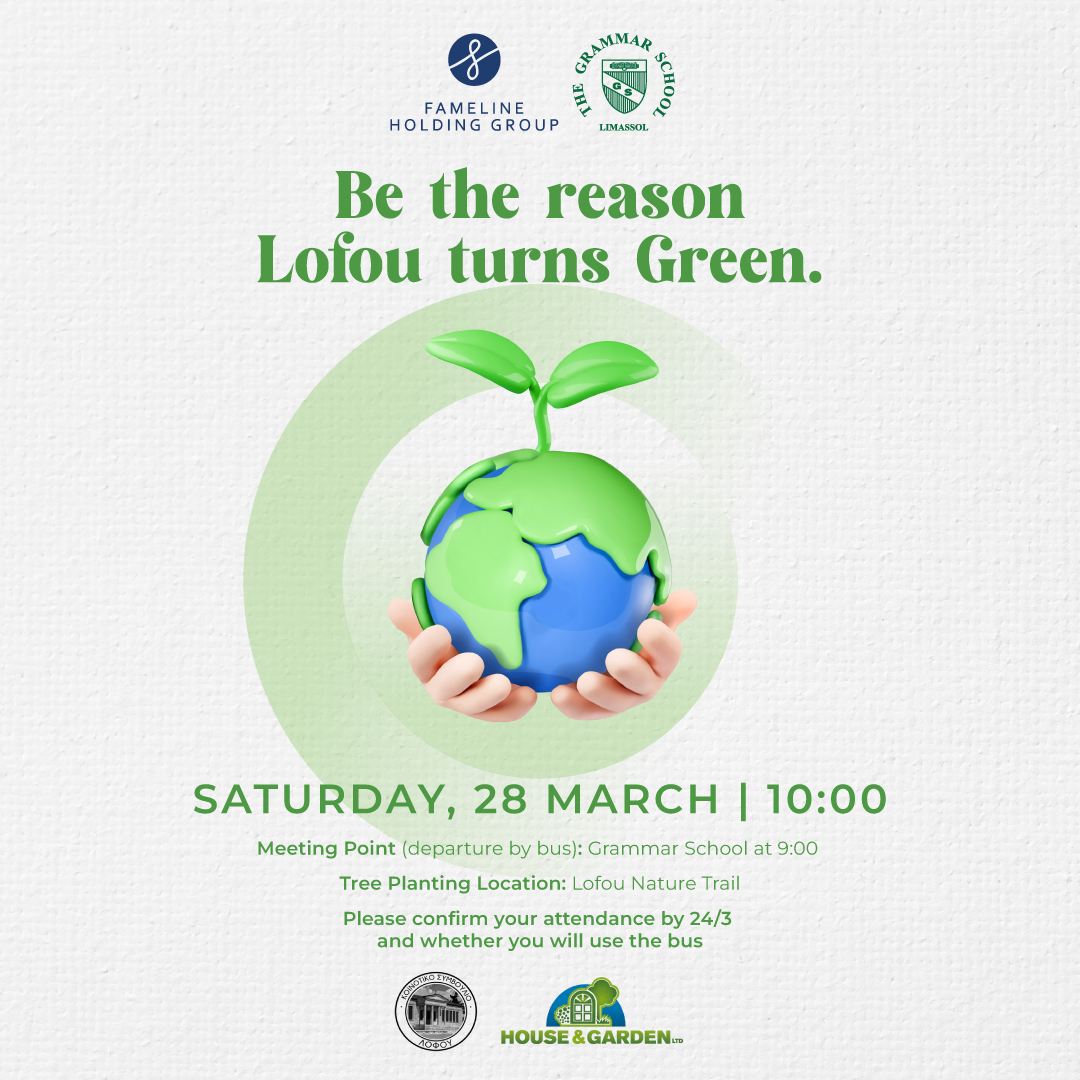 FAMELINE
HOLDING GROUP
THE GRAMMAR SCHOOL
GS
LIMASSOL
Be the reason
Lofou turns Green.
SATURDAY, 28 MARCH | 10:00
Meeting Point (departure by bus): Grammar School at 9:00
Tree Planting Location: Lofou Nature Trail
Please confirm your attendance by 24/3
and whether you will use the bus
ΚΟΙΝΟΤΙΚΟ ΣΥΜΒΟΥΛΙΟ
ΛΟΦΟΥ
HOUSE & GARDEN LTD